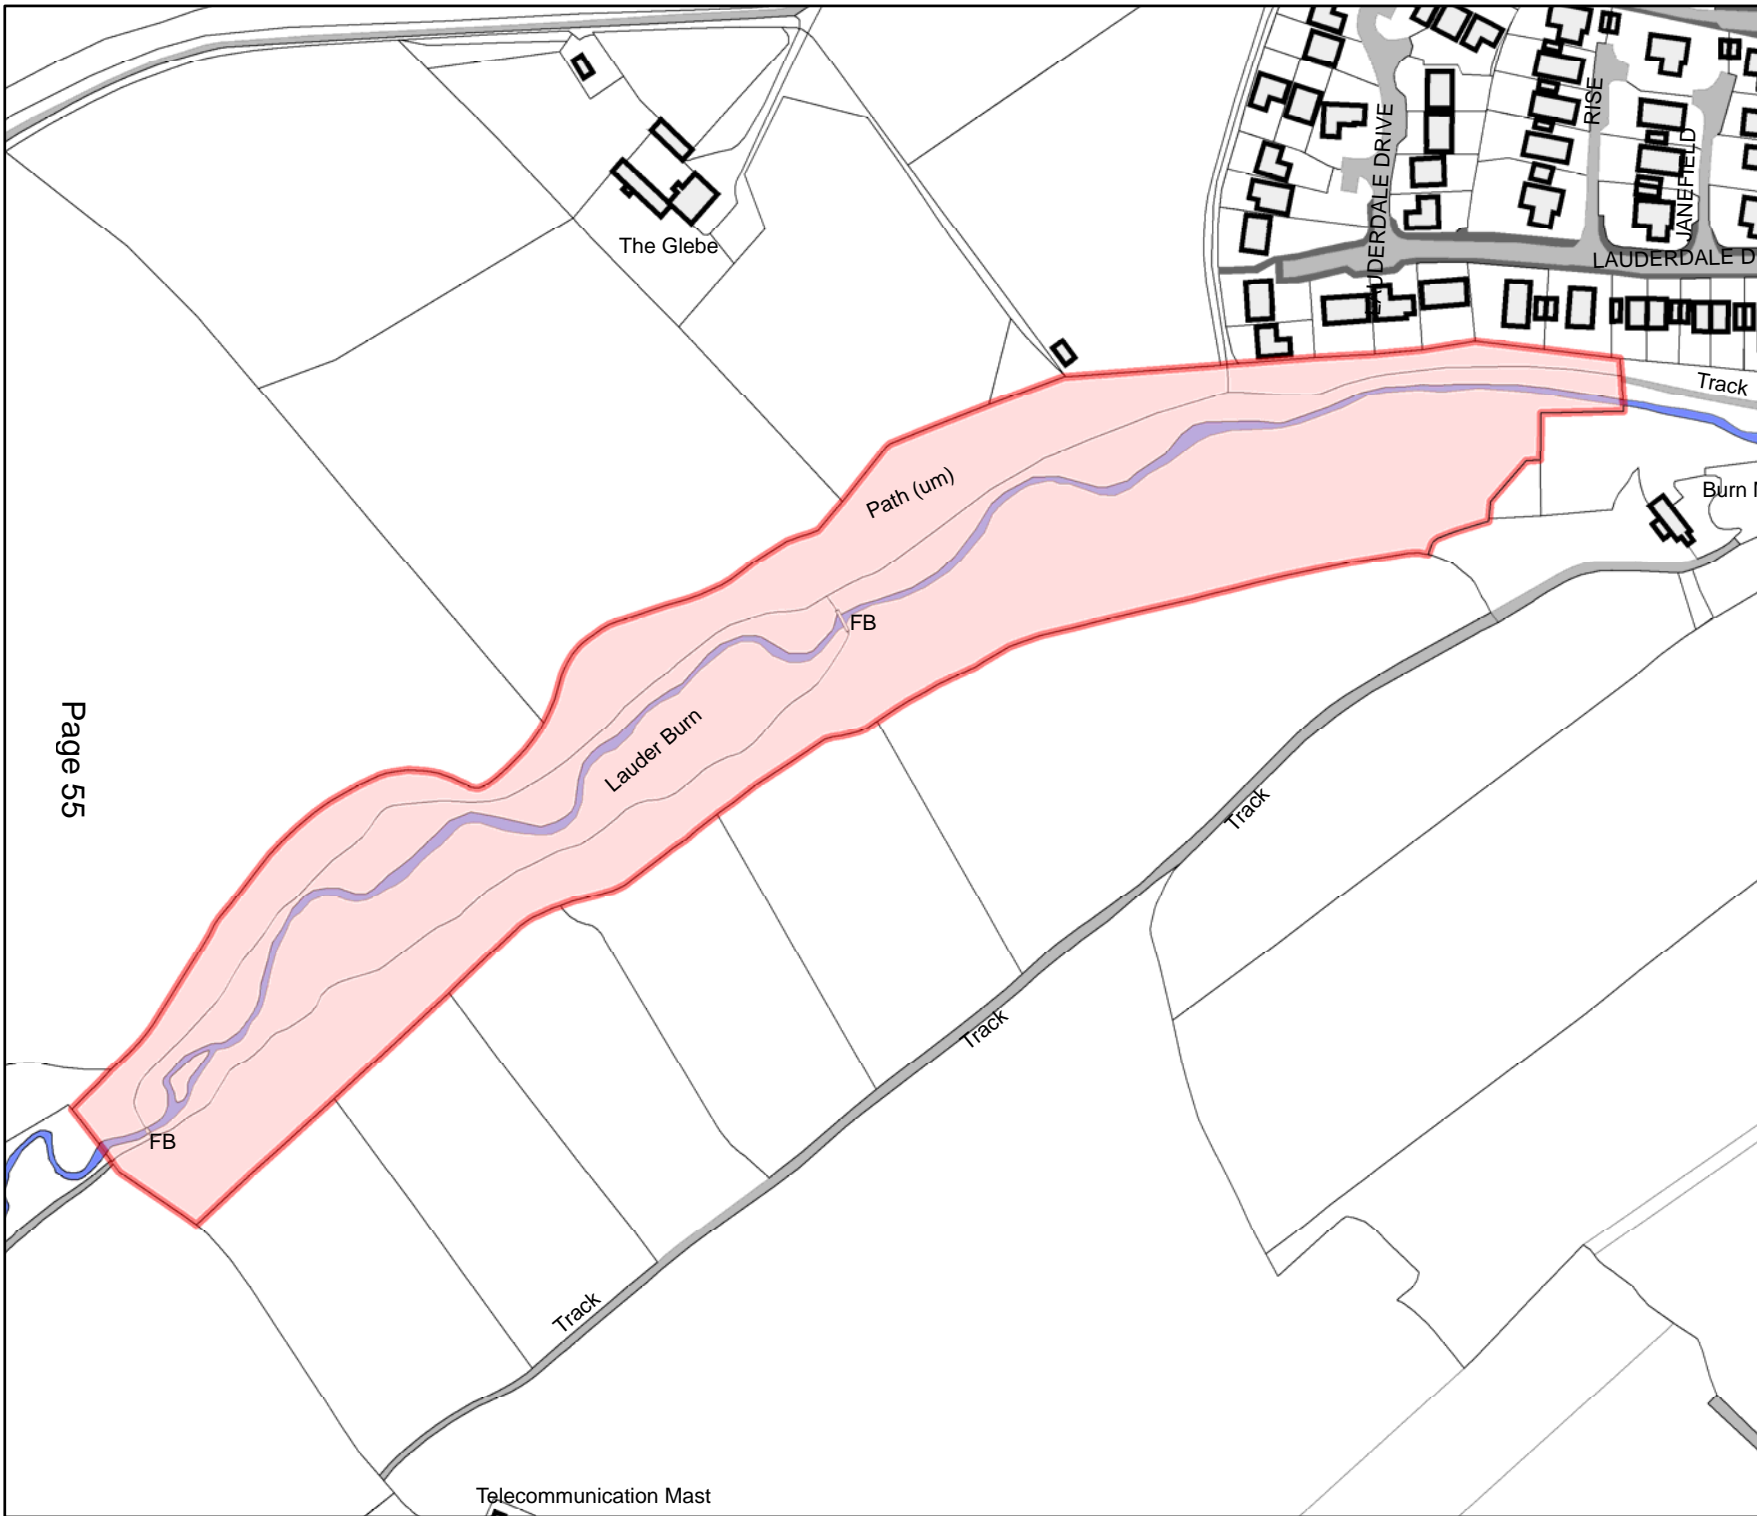 RISE
LAUDERDALE DRIVE
JANEFIELD
The Glebe
LAUDERDALE D
Track
Path (um)
Burn
FB
Page 55
Lauder Burn
Track
Track
FB
Track
Telecommunication Mast